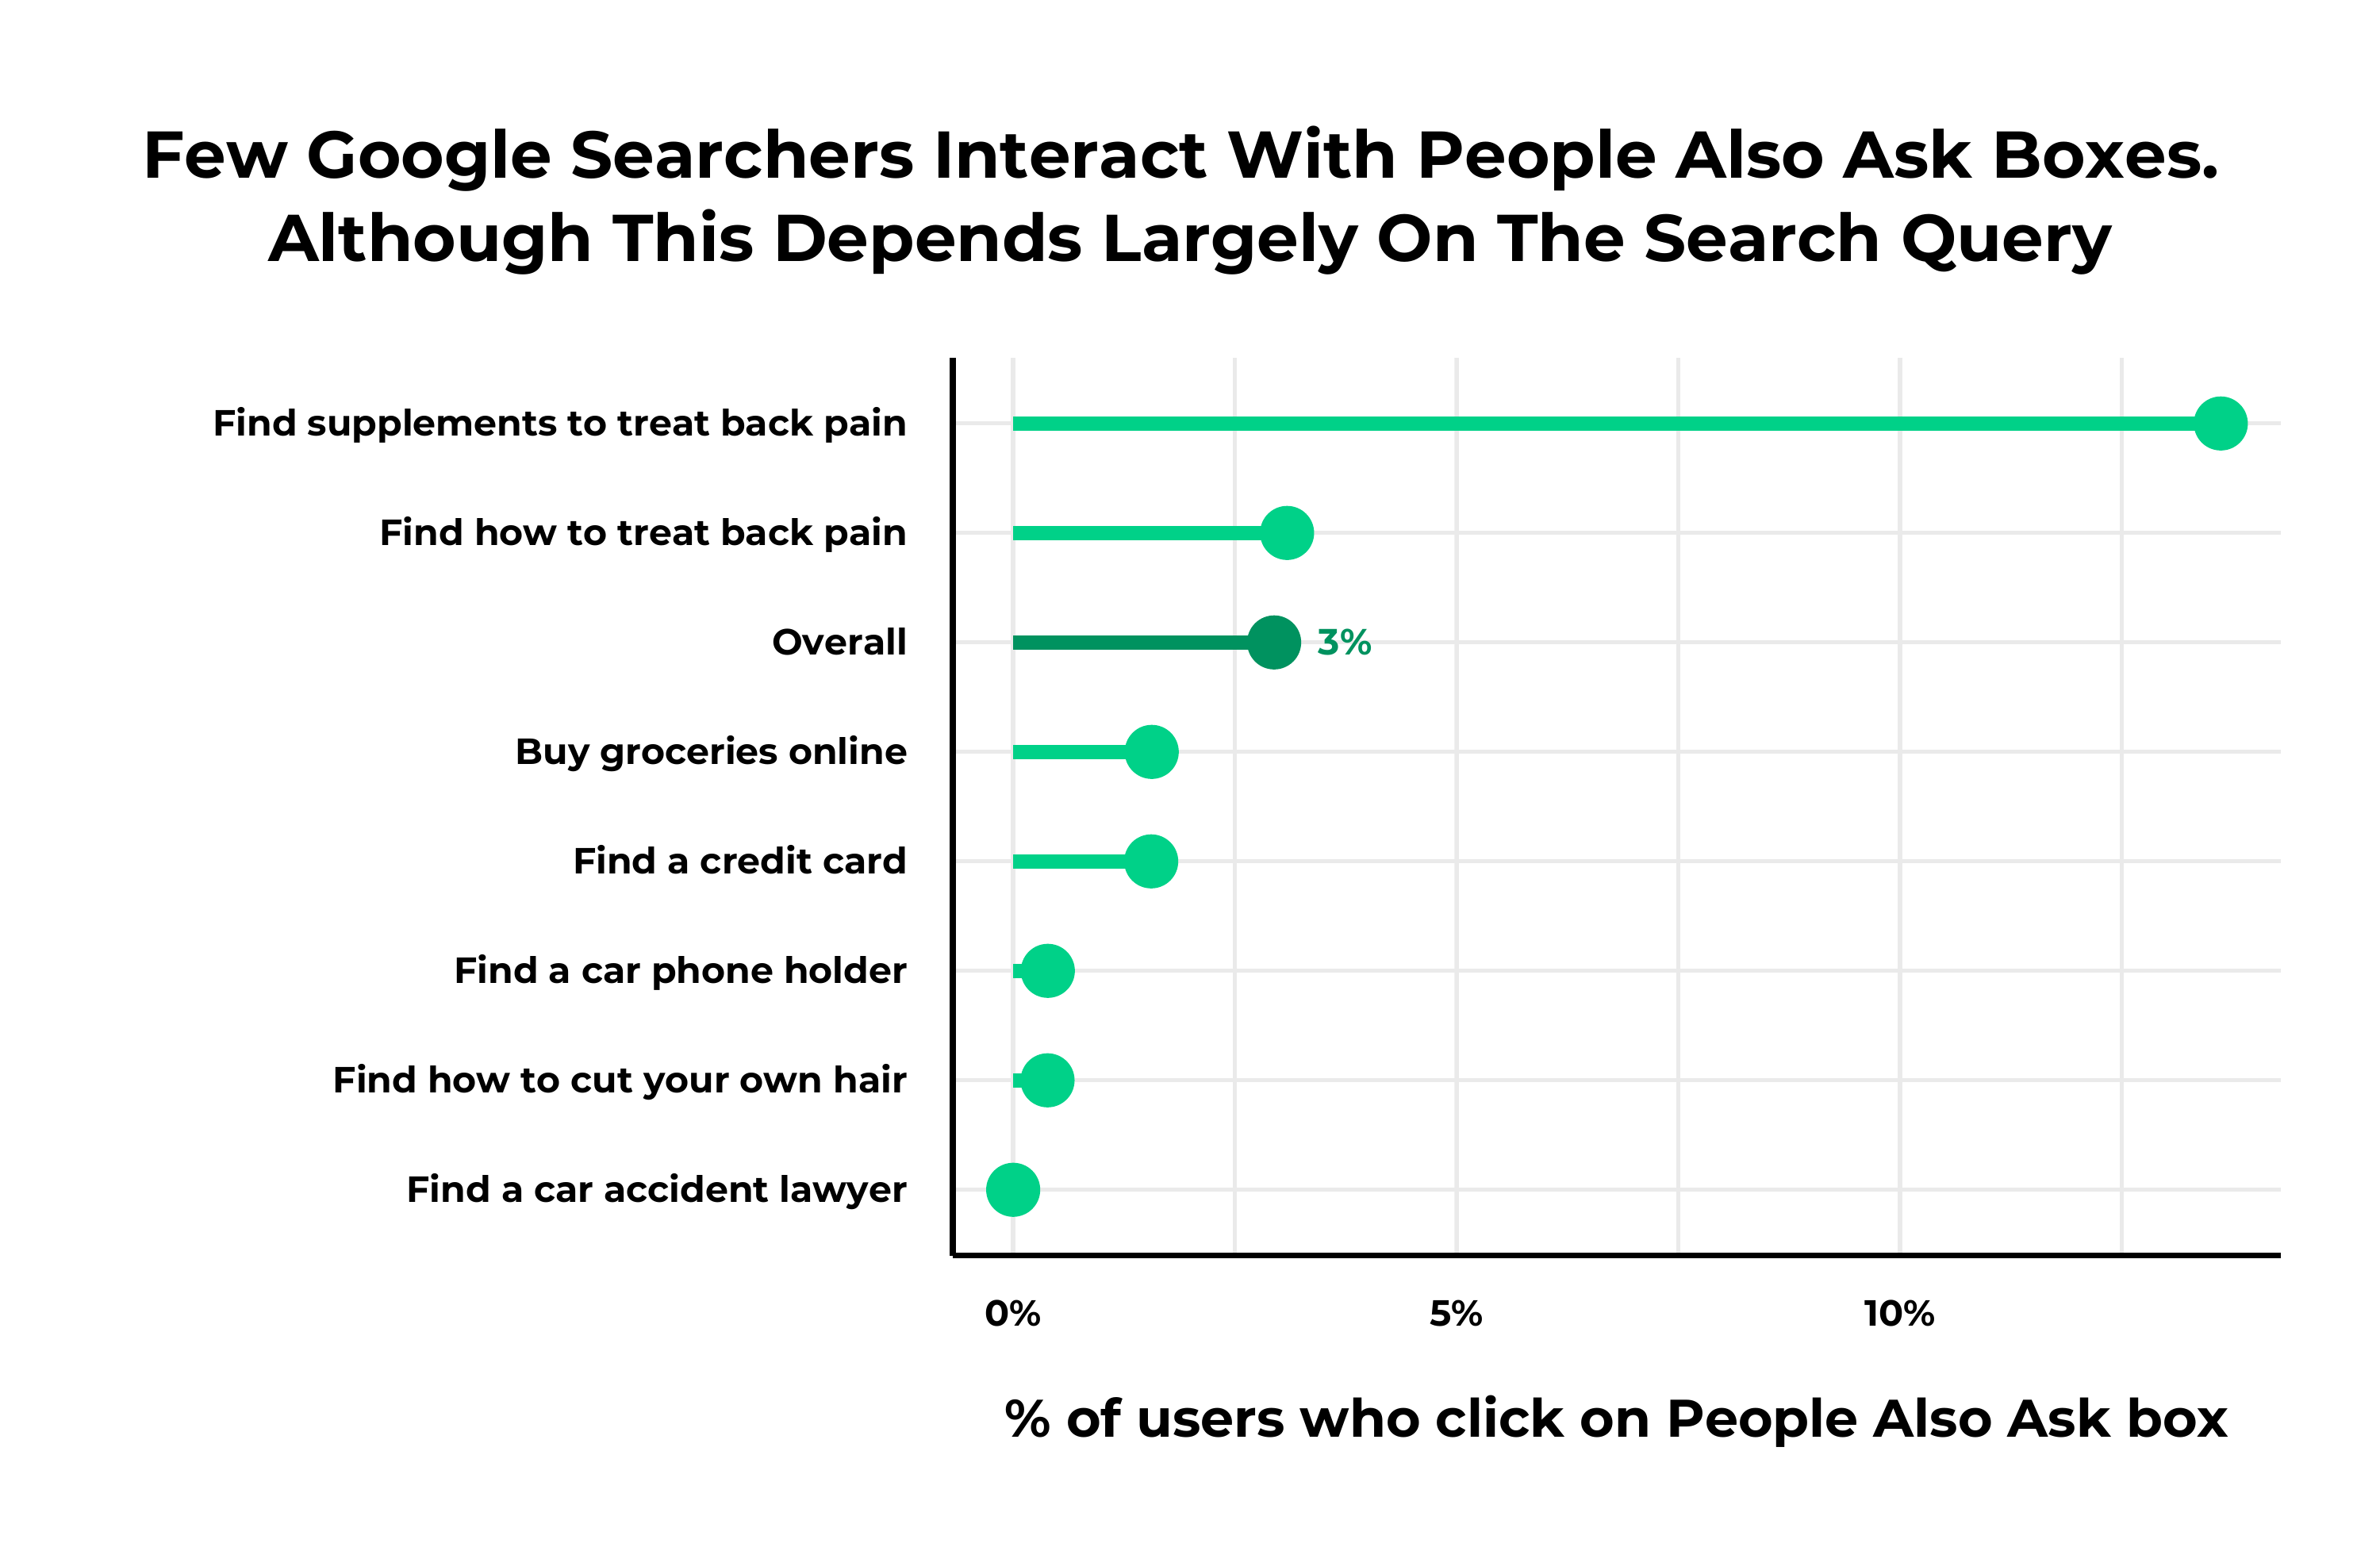 Few Google Searchers Interact With People Also Ask Boxes.
Although This Depends Largely On The Search Query
Find supplements to treat back pain
Find how to treat back pain
Overall
3%
Buy groceries online
Find a credit card
Find a car phone holder
Find how to cut your own hair
Find a car accident lawyer
0%
5%
10%
% of users who click on People Also Ask box